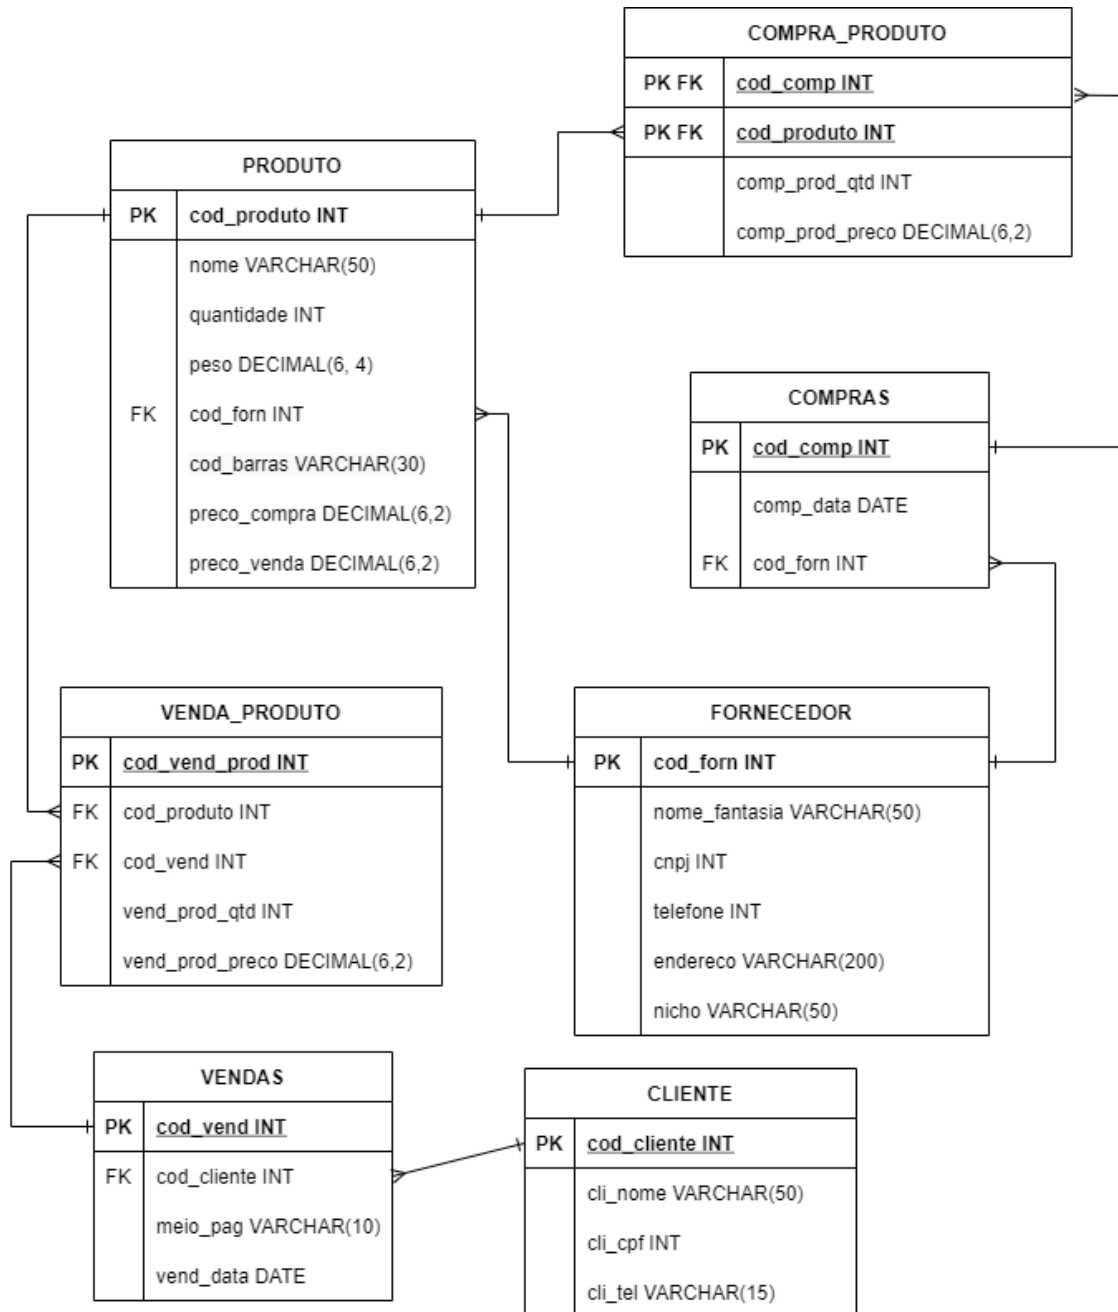 COMPRA_PRODUTO
PK FK cod_comp INT
PK FK cod_produto INT
comp_prod_qtd INT
comp_prod_preco DECIMAL(6,2)
PRODUTO
PK cod_produto INT
nome VARCHAR(50)
quantidade INT
peso DECIMAL(6, 4)
FK cod_forn INT
cod_barras VARCHAR(30)
preco_compra DECIMAL(6,2)
preco_venda DECIMAL(6,2)
COMPRAS
PK cod_comp INT
comp_data DATE
FK cod_forn INT
VENDA_PRODUTO
PK cod_vend_prod INT
FK cod_produto INT
FK cod_vend INT
vend_prod_qtd INT
vend_prod_preco DECIMAL(6,2)
FORNECEDOR
PK cod_forn INT
nome_fantasia VARCHAR(50)
cnpj INT
telefone INT
endereco VARCHAR(200)
nicho VARCHAR(50)
VENDAS
PK cod_vend INT
FK cod_cliente INT
meio_pag VARCHAR(10)
vend_data DATE
CLIENTE
PK cod_cliente INT
cli_nome VARCHAR(50)
cli_cpf INT
cli_tel VARCHAR(15)